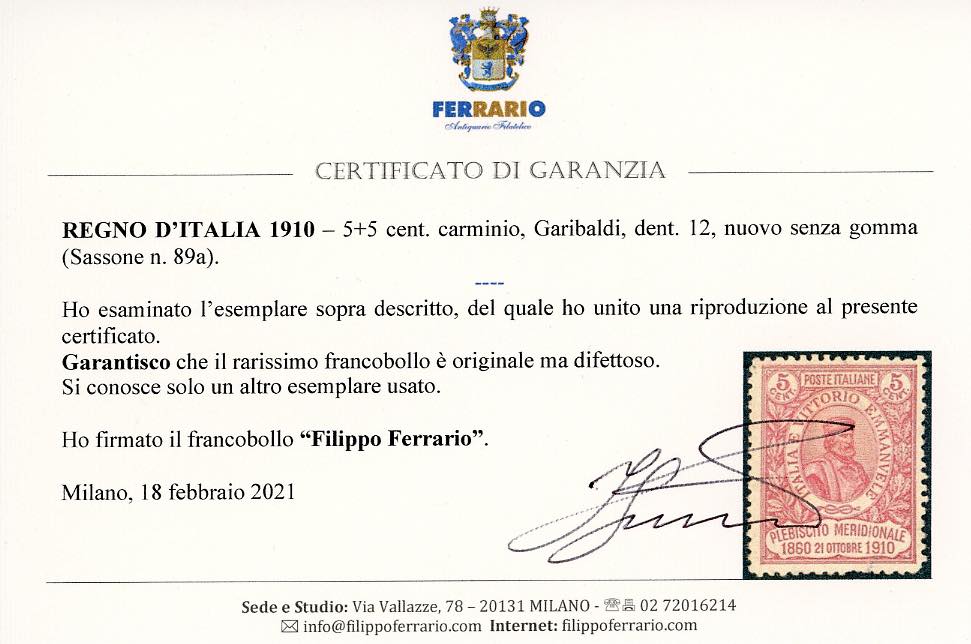 FERRARIO
Antiquario Filatelico
CERTIFICATO DI GARANZIA
REGNO D’ITALIA 1910 – 5+5 cent. carminio, Garibaldi, dent. 12, nuovo senza gomma
(Sassone n. 89a).
----
Ho esaminato l’esemplare sopra descritto, del quale ho unito una riproduzione al presente
certificato.
Garantisco che il rarissimo francobollo è originale ma difettoso.
Si conosce solo un altro esemplare usato.
Ho firmato il francobollo “Filippo Ferrario”.
Milano, 18 febbraio 2021
5 CENT. POSTE ITALIANE 5 CENT.
ITALIA E VITTORIO EMMANUELE
PLEBISCITO MERIDIONALE
1860 21 OTTOBRE 1910
Sede e Studio: Via Vallazze, 78 – 20131 MILANO - 02 72016214
info@filippoferrario.com Internet: filippoferrario.com